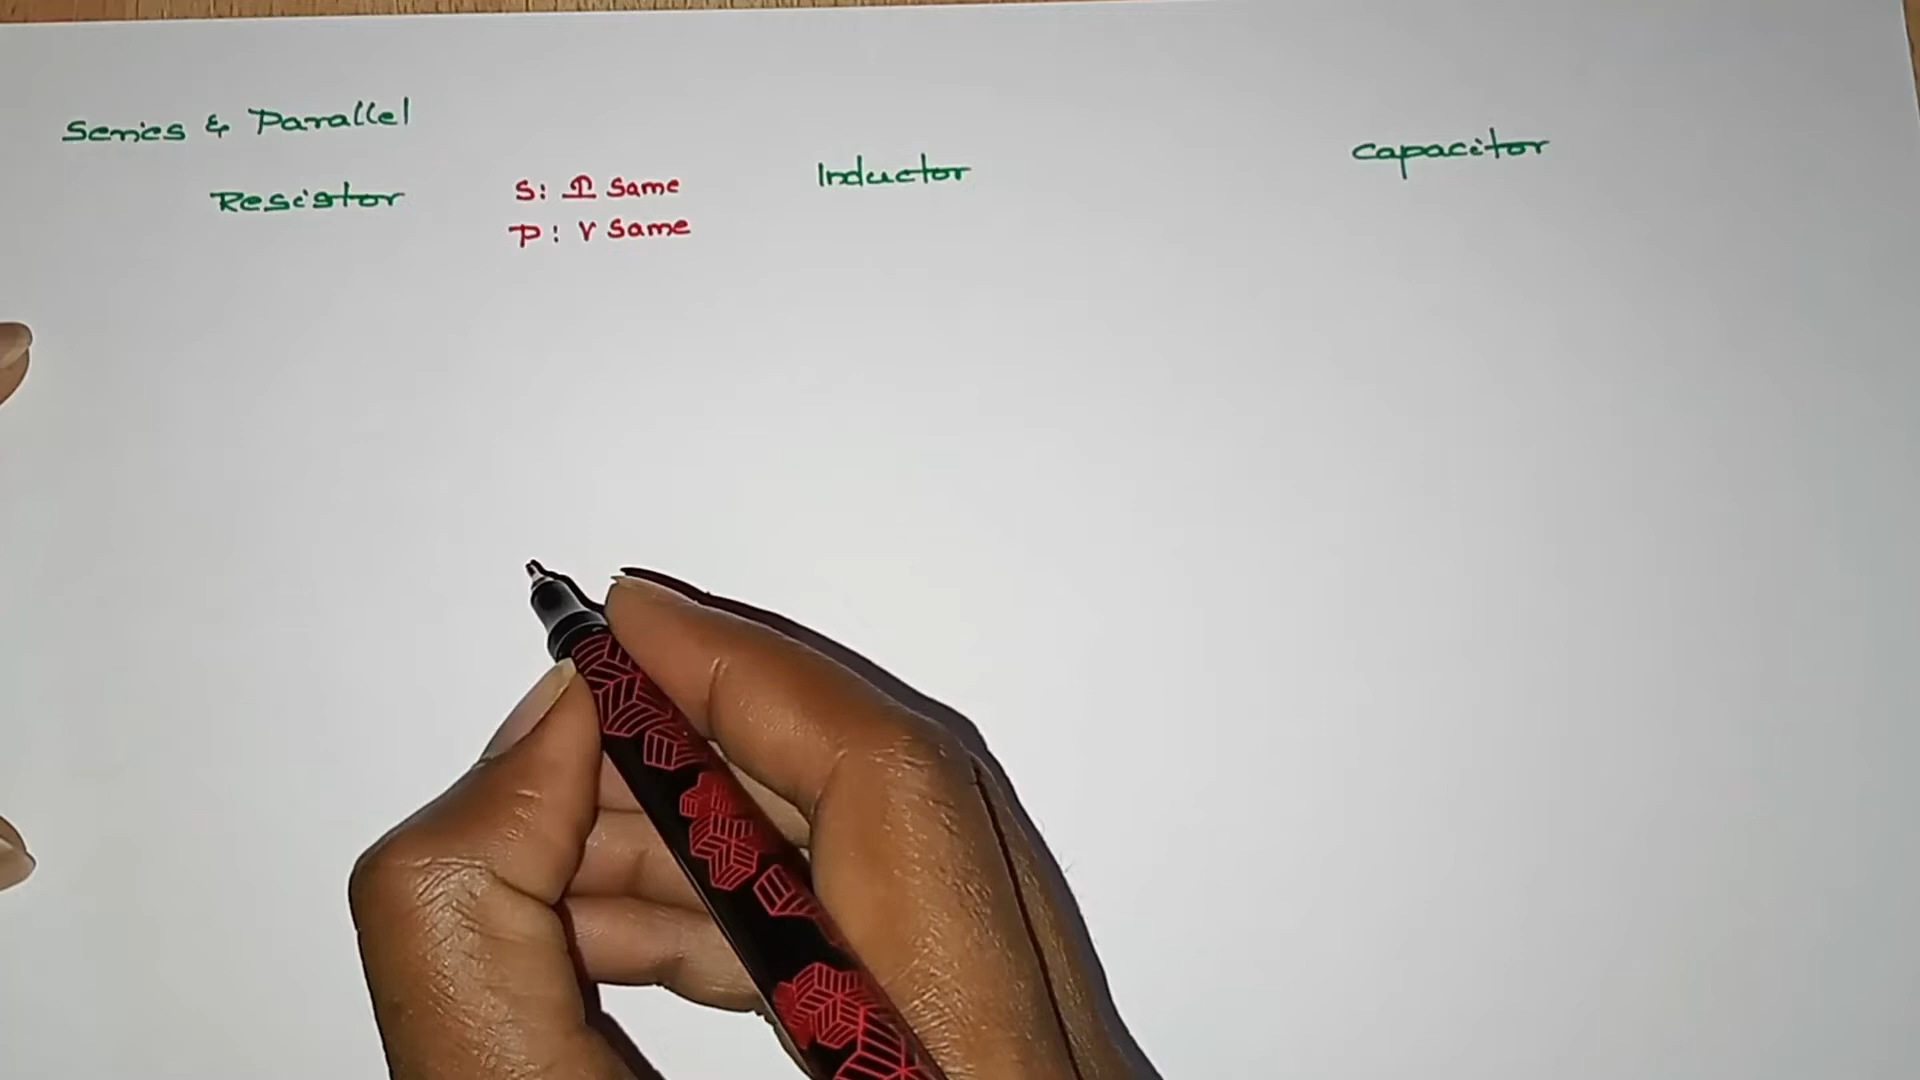 Series & Parallel
Resistor
S: I Same
P: V Same
Inductor
Capacitor